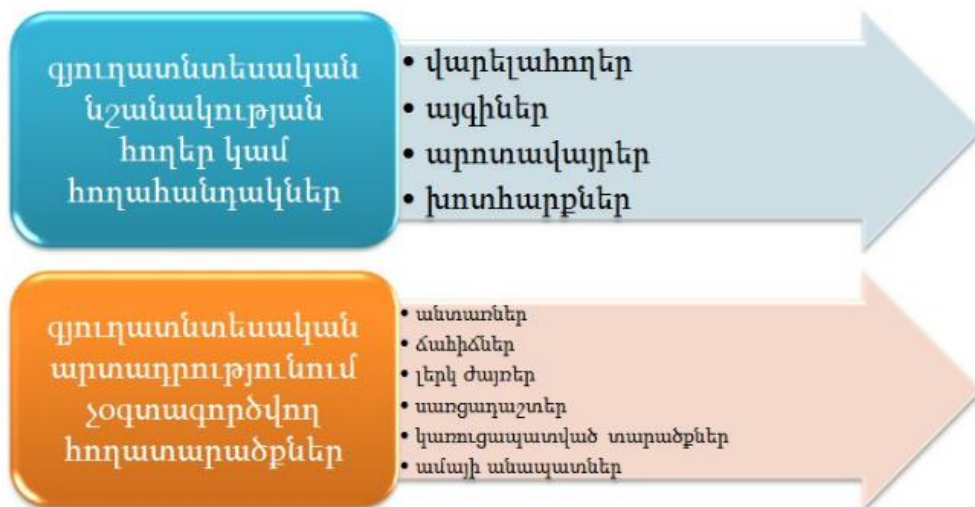 գյուղատնտեսական
նշանակության
հողեր կամ
հողահանդակներ
• վարելահողեր
• այգիներ
• արոտավայրեր
• խոտհարքներ
գյուղատնտեսական
արտադրությունում
չօգտագործվող
հողատարածքներ
• անտառներ
• ճահիճներ
• լերկ ժայռեր
• սառցադաշտեր
• կառուցապատված տարածքներ
• ամայի անապատներ